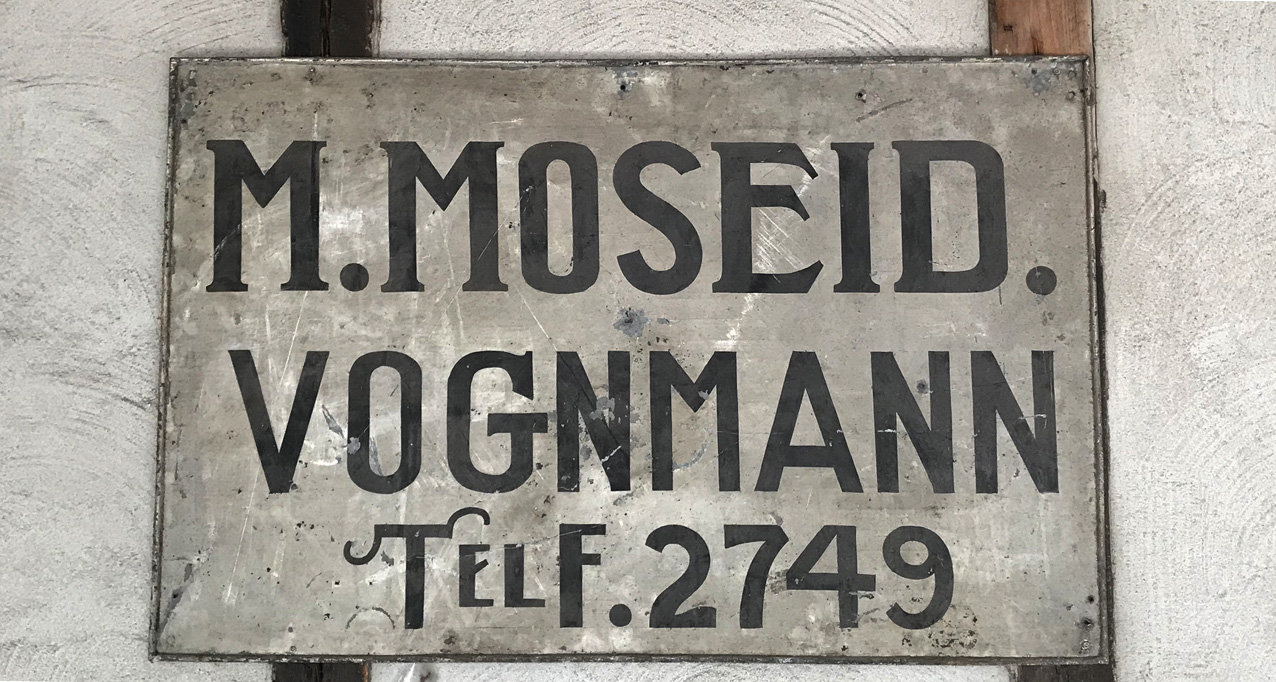 M. MOSEID.
VOGNMANN
TELF. 2749